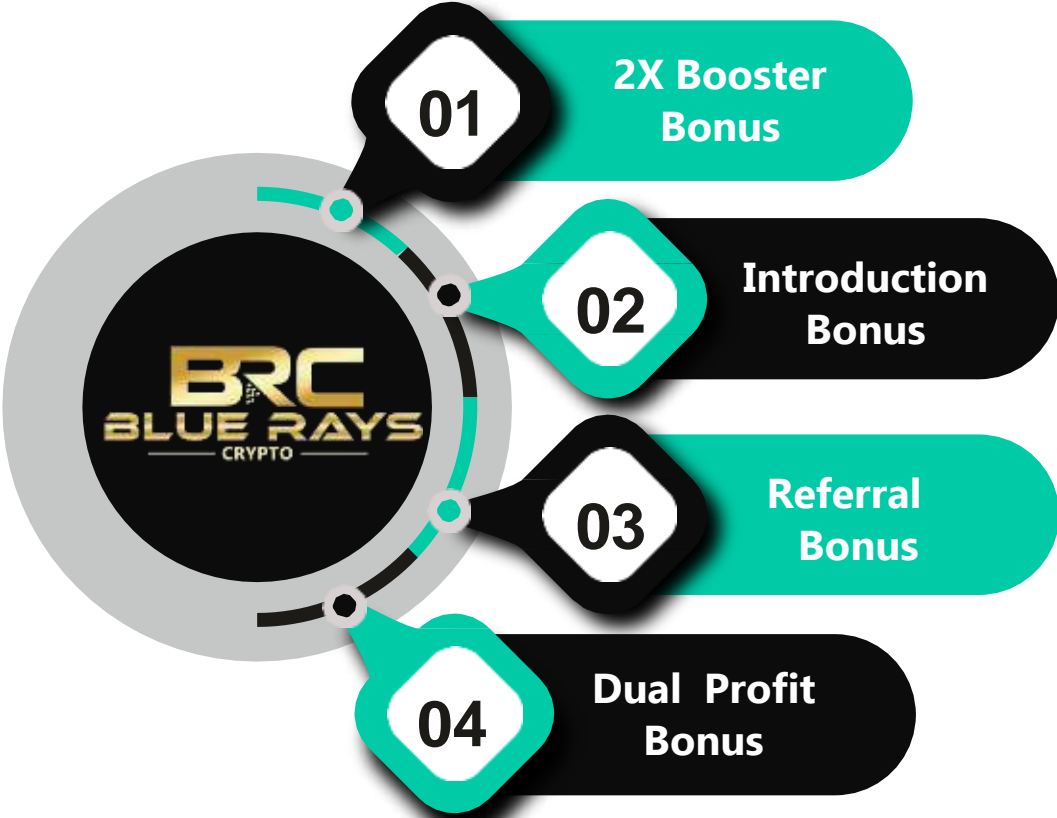 01
2X Booster
Bonus
02
Introduction
Bonus
BRC
BLUE RAYS
CRYPTO
03
Referral
Bonus
04
Dual Profit
Bonus